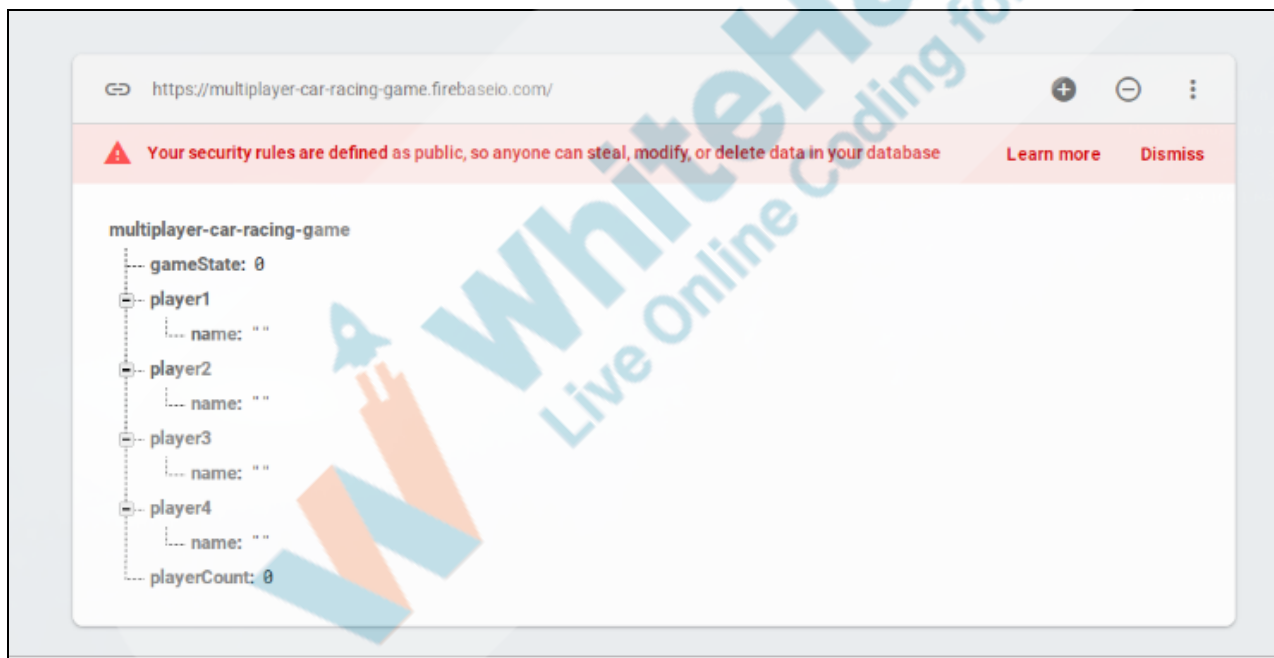 https://multiplayer-car-racing-game.firebaseio.com/
Your security rules are defined as public, so anyone can steal, modify, or delete data in your database Learn more Dismiss
multiplayer-car-racing-game
gameState: 0
player1
name: ""
player2
name: ""
player3
name: ""
player4
name: ""
playerCount: 0
Live Online Coding for